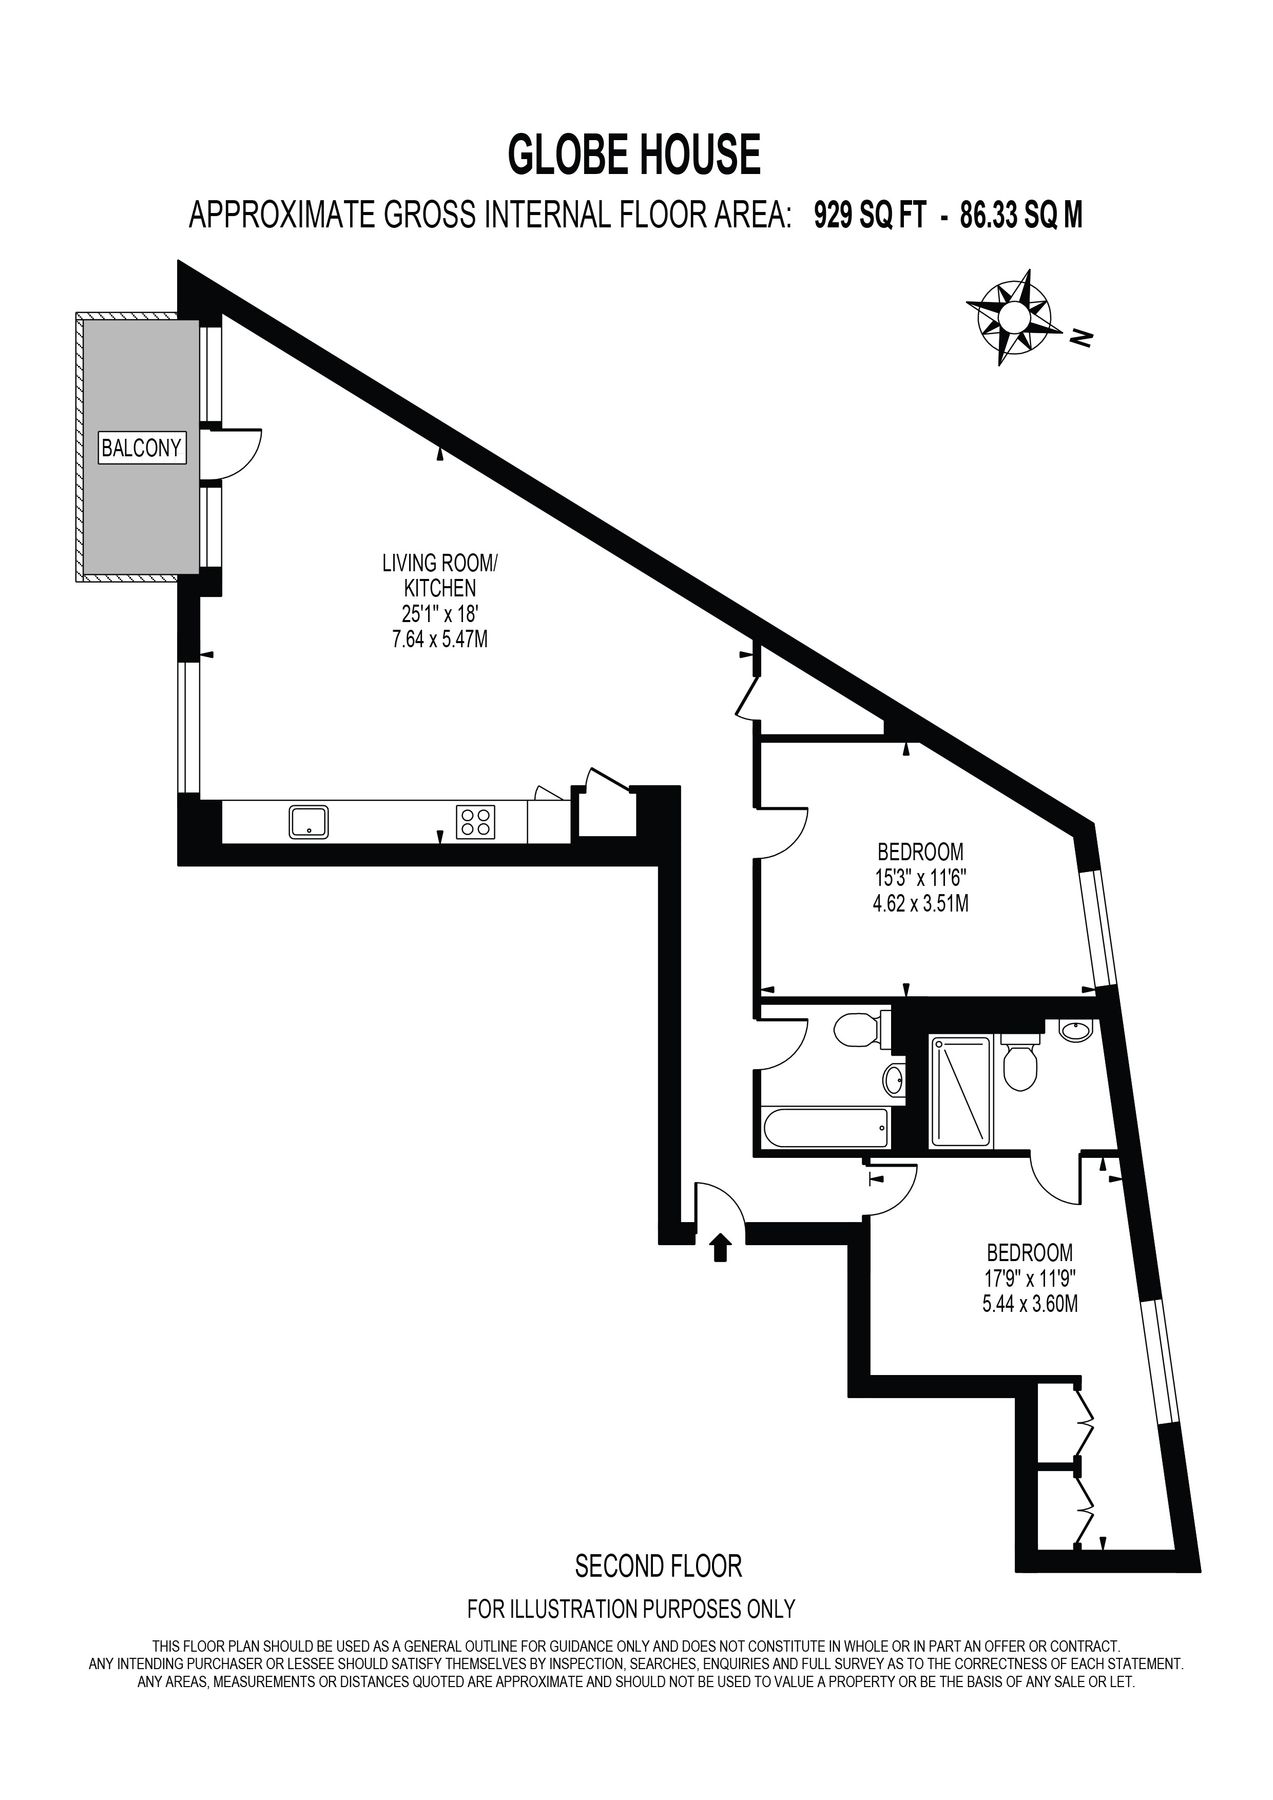 GLOBE HOUSE
APPROXIMATE GROSS INTERNAL FLOOR AREA: 929 SQ FT - 86.33 SQ M
N
BALCONY
LIVING ROOM/
KITCHEN
25'1" x 18'
7.64 x 5.47M
BEDROOM
15'3" x 11'6"
4.62 x 3.51M
BEDROOM
17'9" x 11'9"
5.44 x 3.60M
SECOND FLOOR
FOR ILLUSTRATION PURPOSES ONLY
THIS FLOOR PLAN SHOULD BE USED AS A GENERAL OUTLINE FOR GUIDANCE ONLY AND DOES NOT CONSTITUTE IN WHOLE OR IN PART AN OFFER OR CONTRACT.
ANY INTENDING PURCHASER OR LESSEE SHOULD SATISFY THEMSELVES BY INSPECTION, SEARCHES, ENQUIRIES AND FULL SURVEY AS TO THE CORRECTNESS OF EACH STATEMENT.
ANY AREAS, MEASUREMENTS OR DISTANCES QUOTED ARE APPROXIMATE AND SHOULD NOT BE USED TO VALUE A PROPERTY OR BE THE BASIS OF ANY SALE OR LET.